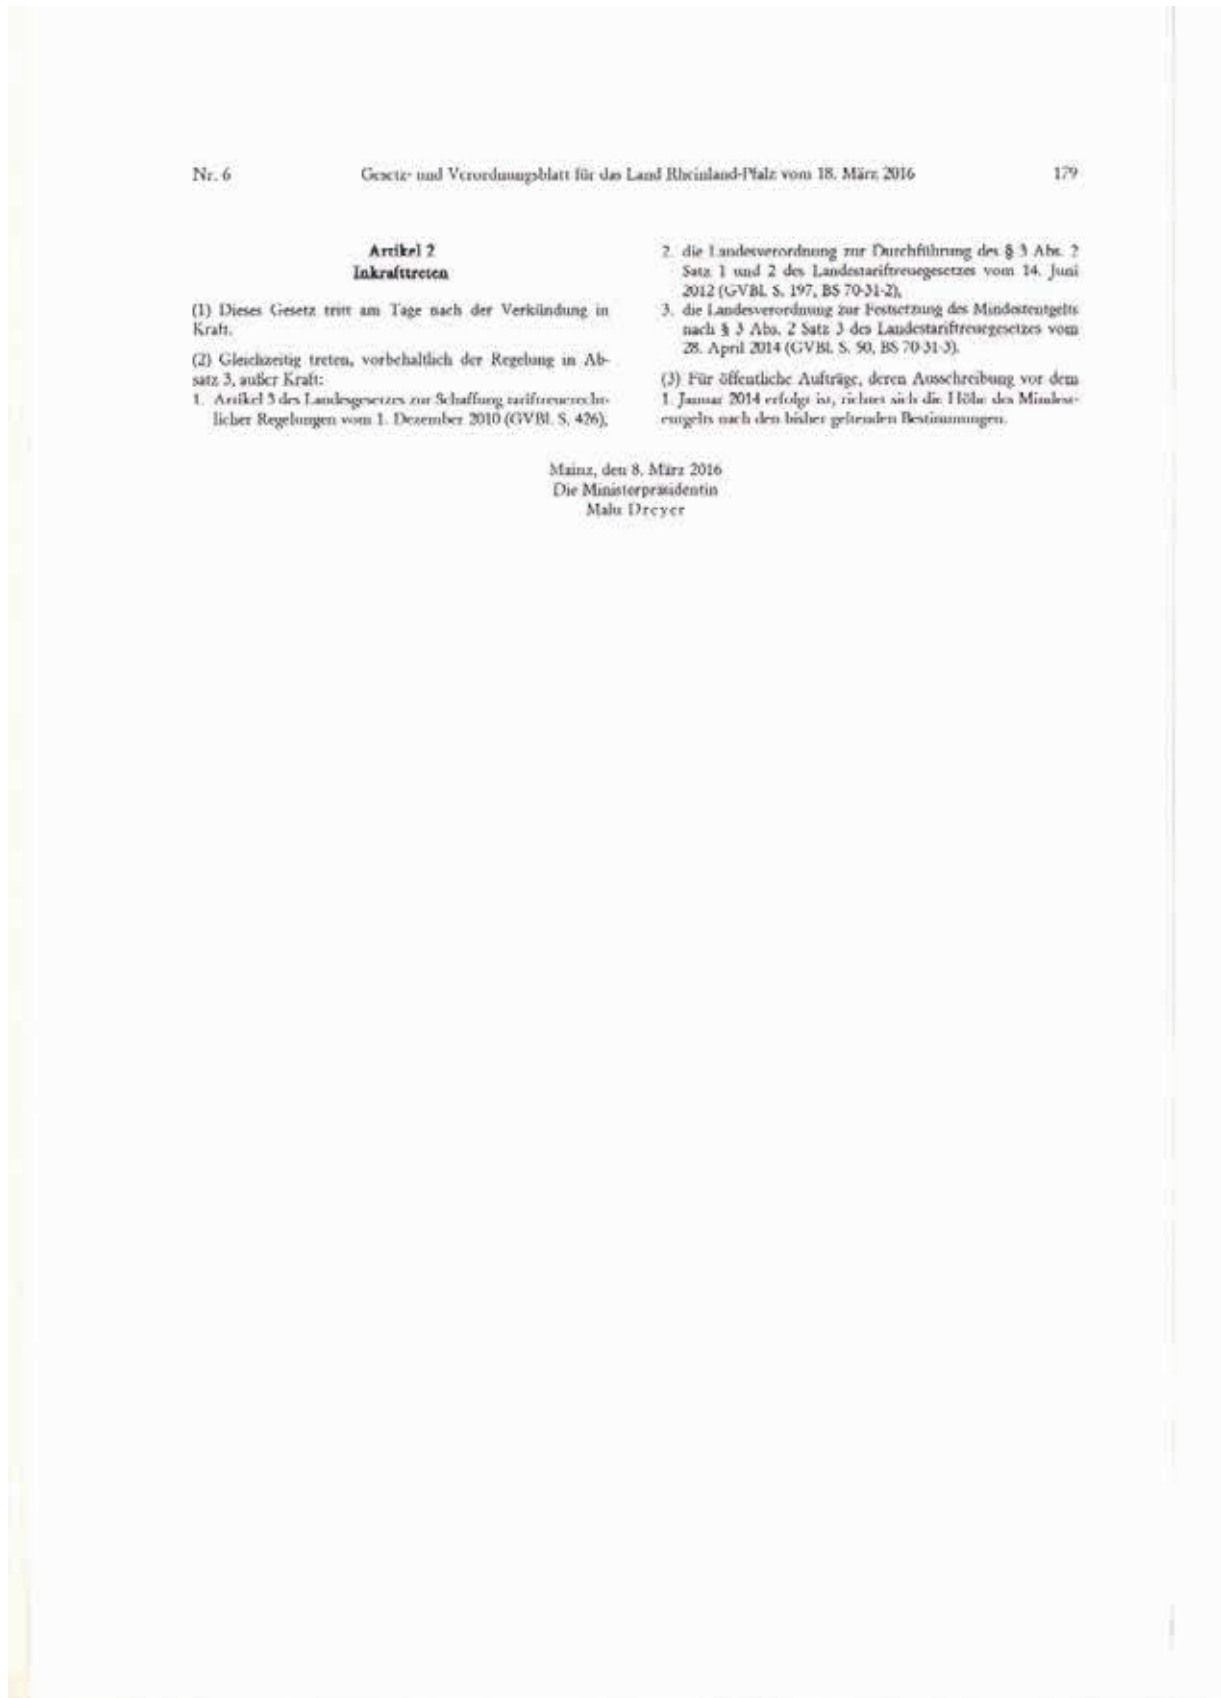 Nr. 6 Gesetz- und Verordnungsblatt für das Land Rheinland-Pfalz vom 18. März 2016 179
Artikel 2
Inkrafttreten
(1) Dieses Gesetz tritt am Tage nach der Verkündung in
Kraft.
(2) Gleichzeitig treten, vorbehaltlich der Regelung in Ab-
satz 3, außer Kraft:
1. Artikel 3 des Landesgesetzes zur Schaffung tariftreuerecht-
licher Regelungen vom 1. Dezember 2010 (GVBl. S. 426),
2. die Landesverordnung zur Durchführung des § 3 Abs. 2
Satz 1 und 2 des Landestariftreuegesetzes vom 14. Juni
2012 (GVBl. S. 197, BS 70-31-2),
3. die Landesverordnung zur Festsetzung des Mindestentgelts
nach § 3 Abs. 2 Satz 3 des Landestariftreuegesetzes vom
28. April 2014 (GVBl. S. 50, BS 70-31-3).
(3) Für öffentliche Aufträge, deren Ausschreibung vor dem
1. Januar 2014 erfolgt ist, richtet sich die Höhe des Mindest-
entgelts nach den bisher geltenden Bestimmungen.
Mainz, den 8. März 2016
Die Ministerpräsidentin
Malu Dreyer